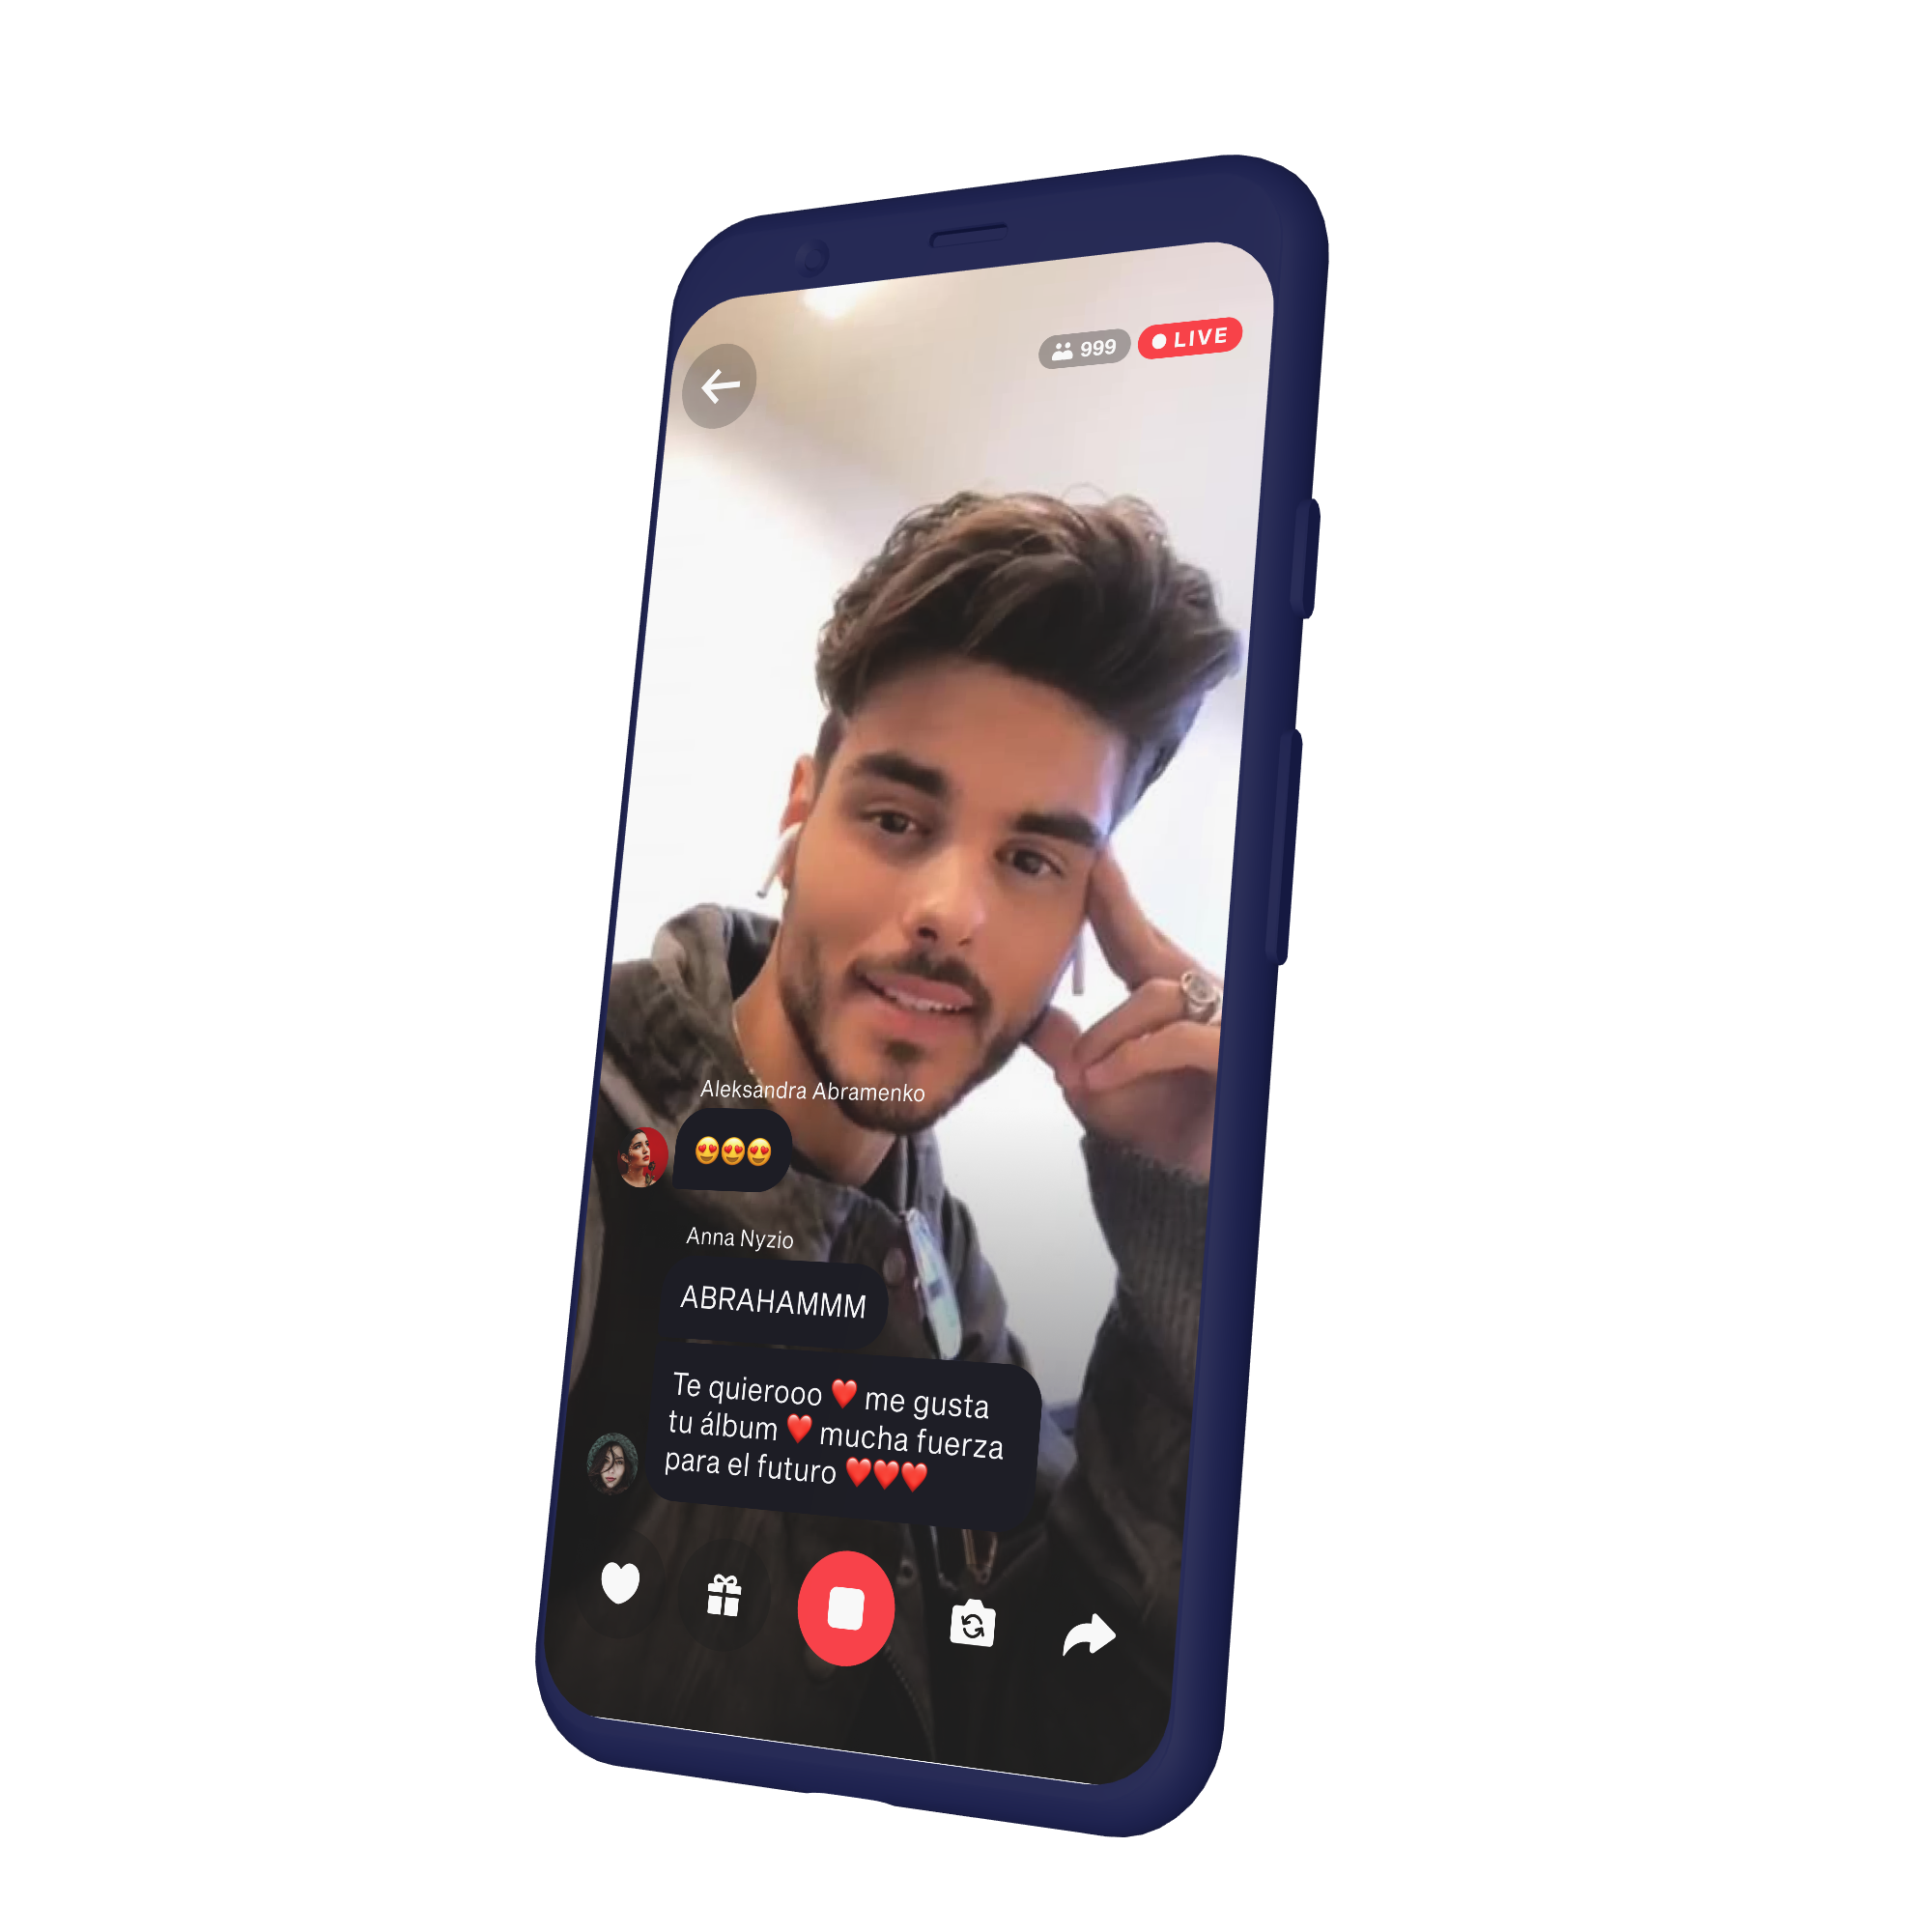 999
LIVE
Aleksandra Abramenko
😍😍😍
Anna Nyzio
ABRAHAMMM
Te quierooo ❤️ me gusta
tu álbum ❤️ mucha fuerza
para el futuro ❤️❤️❤️